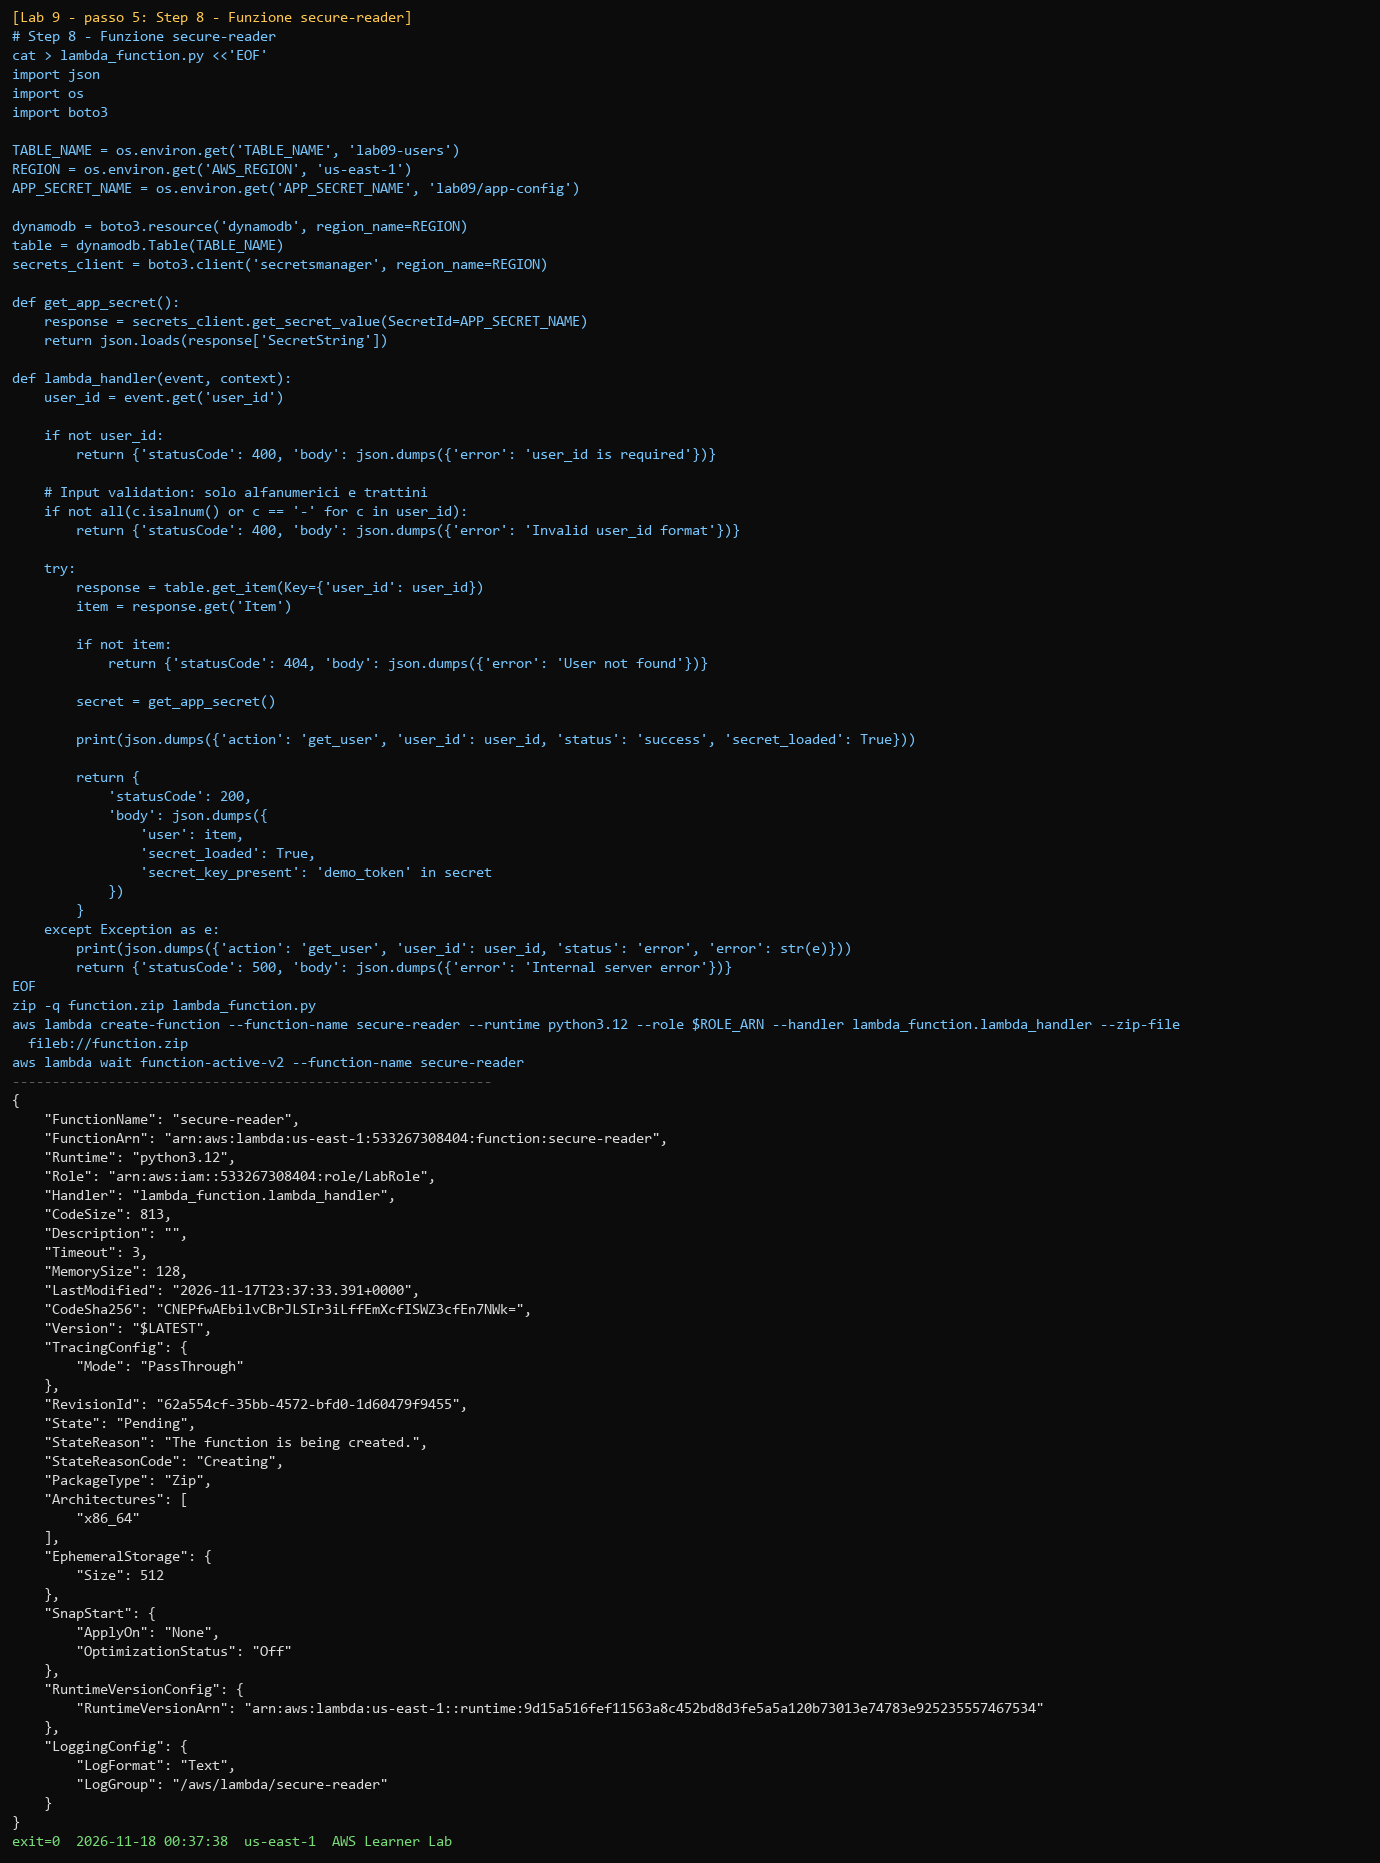 [Lab 9 - passo 5: Step 8 - Funzione secure-reader]
# Step 8 - Funzione secure-reader
cat > lambda_function.py <<'EOF'
import json
import os
import boto3

TABLE_NAME = os.environ.get('TABLE_NAME', 'lab09-users')
REGION = os.environ.get('AWS_REGION', 'us-east-1')
APP_SECRET_NAME = os.environ.get('APP_SECRET_NAME', 'lab09/app-config')

dynamodb = boto3.resource('dynamodb', region_name=REGION)
table = dynamodb.Table(TABLE_NAME)
secrets_client = boto3.client('secretsmanager', region_name=REGION)

def get_app_secret():
    response = secrets_client.get_secret_value(SecretId=APP_SECRET_NAME)
    return json.loads(response['SecretString'])

def lambda_handler(event, context):
    user_id = event.get('user_id')

    if not user_id:
        return {'statusCode': 400, 'body': json.dumps({'error': 'user_id is required'})}

    # Input validation: solo alfanumerici e trattini
    if not all(c.isalnum() or c == '-' for c in user_id):
        return {'statusCode': 400, 'body': json.dumps({'error': 'Invalid user_id format'})}

    try:
        response = table.get_item(Key={'user_id': user_id})
        item = response.get('Item')

        if not item:
            return {'statusCode': 404, 'body': json.dumps({'error': 'User not found'})}

        secret = get_app_secret()

        print(json.dumps({'action': 'get_user', 'user_id': user_id, 'status': 'success', 'secret_loaded': True}))

        return {
            'statusCode': 200,
            'body': json.dumps({
                'user': item,
                'secret_loaded': True,
                'secret_key_present': 'demo_token' in secret
            })
        }
    except Exception as e:
        print(json.dumps({'action': 'get_user', 'user_id': user_id, 'status': 'error', 'error': str(e)}))
        return {'statusCode': 500, 'body': json.dumps({'error': 'Internal server error'})}
EOF
zip -q function.zip lambda_function.py
aws lambda create-function --function-name secure-reader --runtime python3.12 --role $ROLE_ARN --handler lambda_function.lambda_handler --zip-file
  fileb://function.zip
aws lambda wait function-active-v2 --function-name secure-reader
------------------------------------------------------------
{
    "FunctionName": "secure-reader",
    "FunctionArn": "arn:aws:lambda:us-east-1:533267308404:function:secure-reader",
    "Runtime": "python3.12",
    "Role": "arn:aws:iam::533267308404:role/LabRole",
    "Handler": "lambda_function.lambda_handler",
    "CodeSize": 813,
    "Description": "",
    "Timeout": 3,
    "MemorySize": 128,
    "LastModified": "2026-11-17T23:37:33.391+0000",
    "CodeSha256": "CNEPfwAEbilvCBrJLSIr3iLffEmXcfISWZ3cfEn7NWk=",
    "Version": "$LATEST",
    "TracingConfig": {
        "Mode": "PassThrough"
    },
    "RevisionId": "62a554cf-35bb-4572-bfd0-1d60479f9455",
    "State": "Pending",
    "StateReason": "The function is being created.",
    "StateReasonCode": "Creating",
    "PackageType": "Zip",
    "Architectures": [
        "x86_64"
    ],
    "EphemeralStorage": {
        "Size": 512
    },
    "SnapStart": {
        "ApplyOn": "None",
        "OptimizationStatus": "Off"
    },
    "RuntimeVersionConfig": {
        "RuntimeVersionArn": "arn:aws:lambda:us-east-1::runtime:9d15a516fef11563a8c452bd8d3fe5a5a120b73013e74783e925235557467534"
    },
    "LoggingConfig": {
        "LogFormat": "Text",
        "LogGroup": "/aws/lambda/secure-reader"
    }
}
exit=0  2026-11-18 00:37:38  us-east-1  AWS Learner Lab